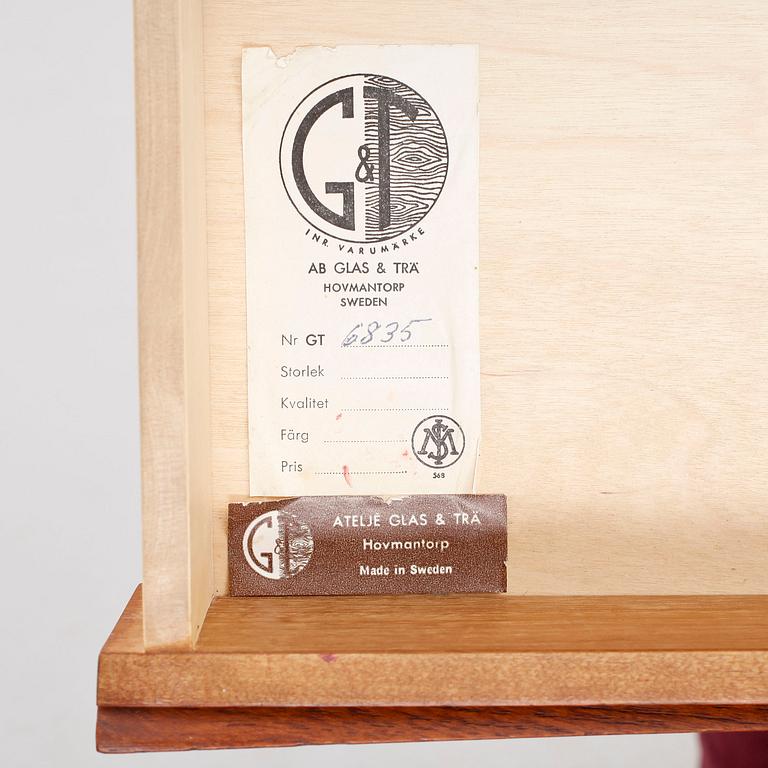 G&T
INR. VARUMÄRKE
AB GLAS & TRÄ
HOVMANTORP
SWEDEN
Nr GT 6835
Storlek
Kvalitet
Färg
Pris
568
G&T
ATELJÉ GLAS & TRÄ
Hovmantorp
Made in Sweden